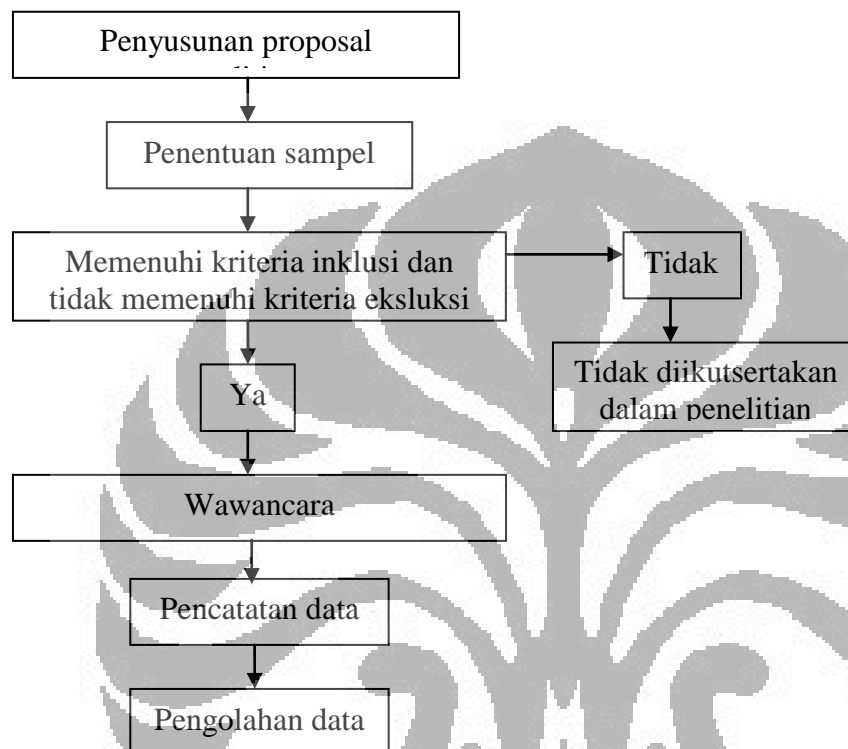 Penyusunan proposal
Penentuan sampel
Memenuhi kriteria inklusi dan
tidak memenuhi kriteria eksluksi
Tidak
Ya
Tidak diikutsertakan
dalam penelitian
Wawancara
Pencatatan data
Pengolahan data